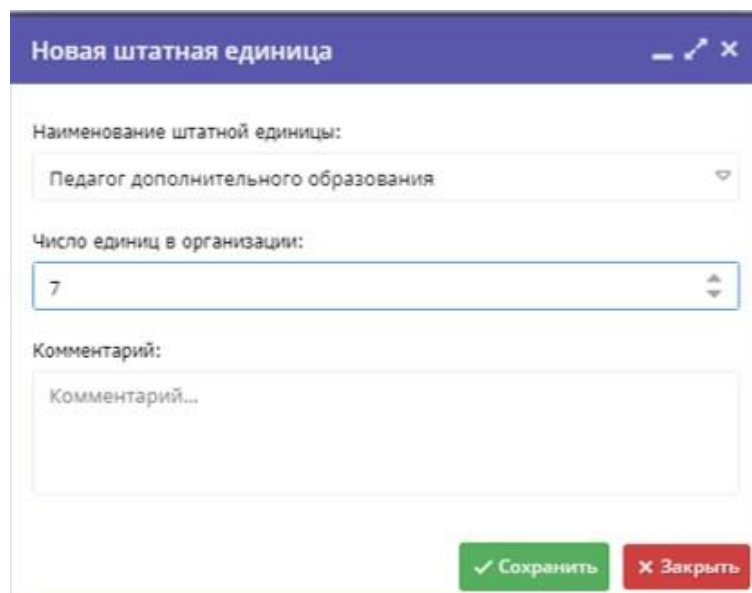 Новая штатная единица
Наименование штатной единицы:
Педагог дополнительного образования
Число единиц в организации:
7
Комментарий:
Комментарий...
Сохранить
Закрыть